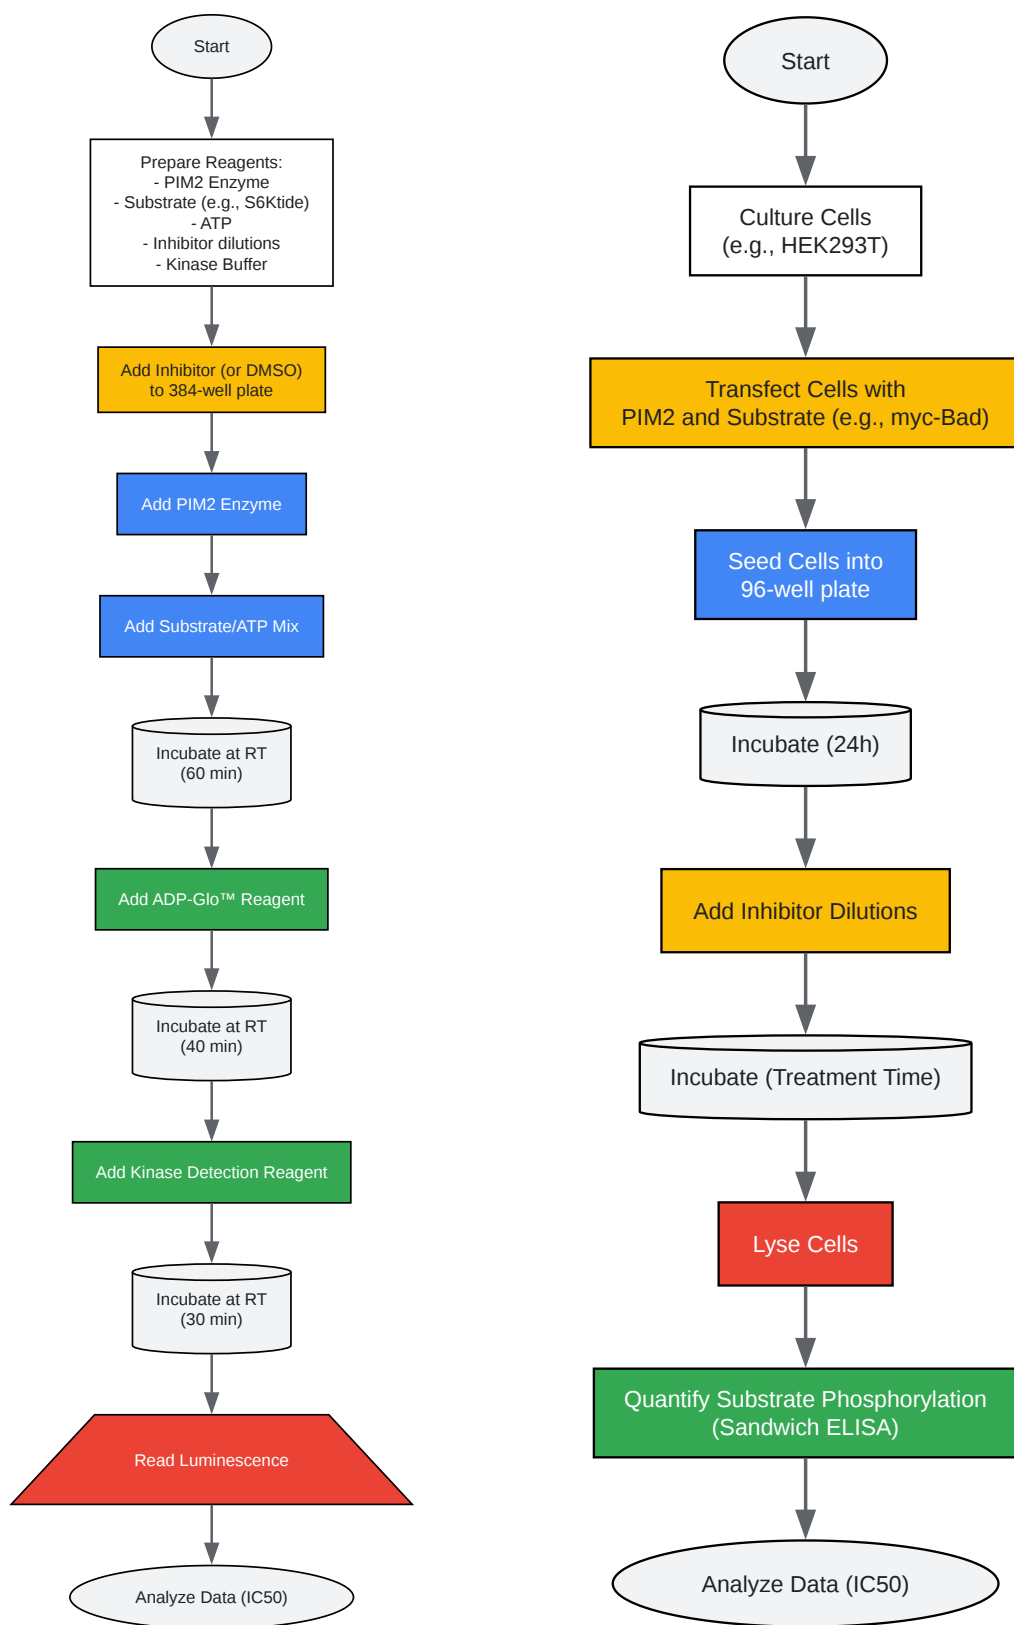 Start
Prepare Reagents:
- PIM2 Enzyme
- Substrate (e.g., S6Ktide)
- ATP
- Inhibitor dilutions
- Kinase Buffer
Add Inhibitor (or DMSO)
to 384-well plate
Add PIM2 Enzyme
Add Substrate/ATP Mix
Incubate at RT
(60 min)
Add ADP-Glo™ Reagent
Incubate at RT
(40 min)
Add Kinase Detection Reagent
Incubate at RT
(30 min)
Read Luminescence
Analyze Data (IC50)
Start
Culture Cells
(e.g., HEK293T)
Transfect Cells with
PIM2 and Substrate (e.g., myc-Bad)
Seed Cells into
96-well plate
Incubate (24h)
Add Inhibitor Dilutions
Incubate (Treatment Time)
Lyse Cells
Quantify Substrate Phosphorylation
(Sandwich ELISA)
Analyze Data (IC50)